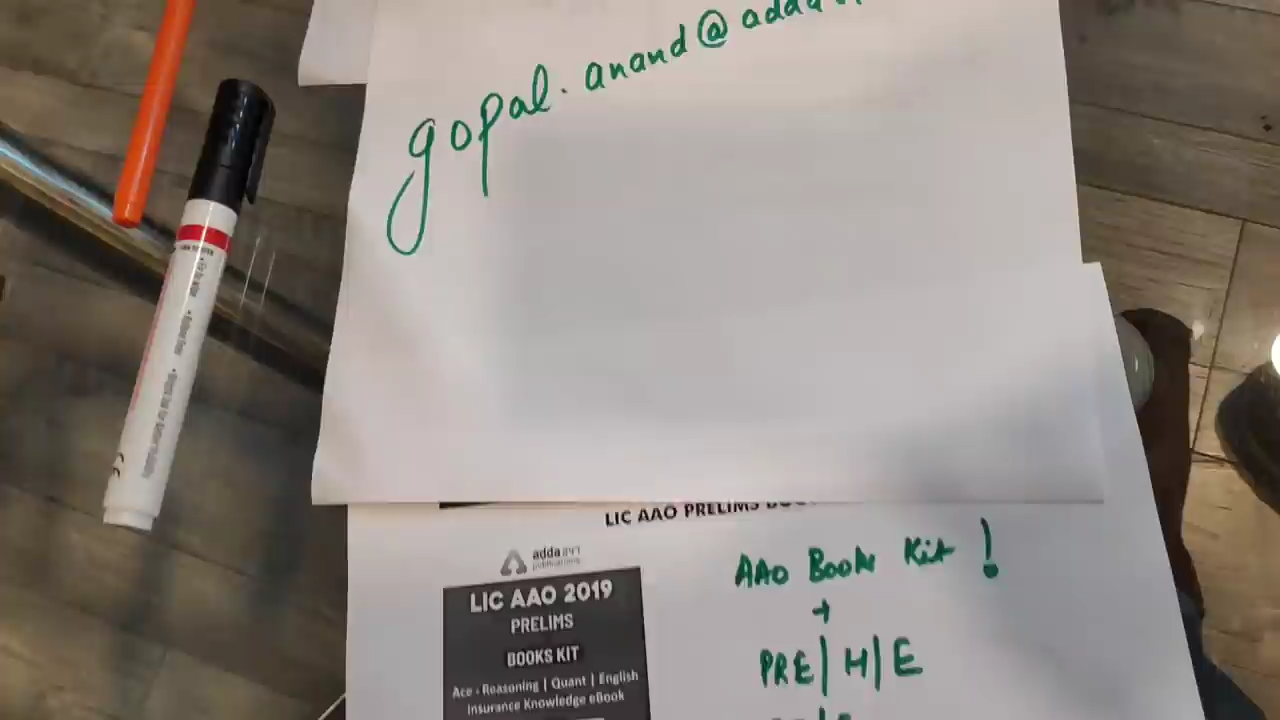 gopal.anand@adda
LIC AAO PRELIMS
adda247
publications
LIC AAO 2019
PRELIMS
BOOKS KIT
Ace - Reasoning | Quant | English
Insurance Knowledge eBook
AAO Book Kit !
+
PRE| H| E